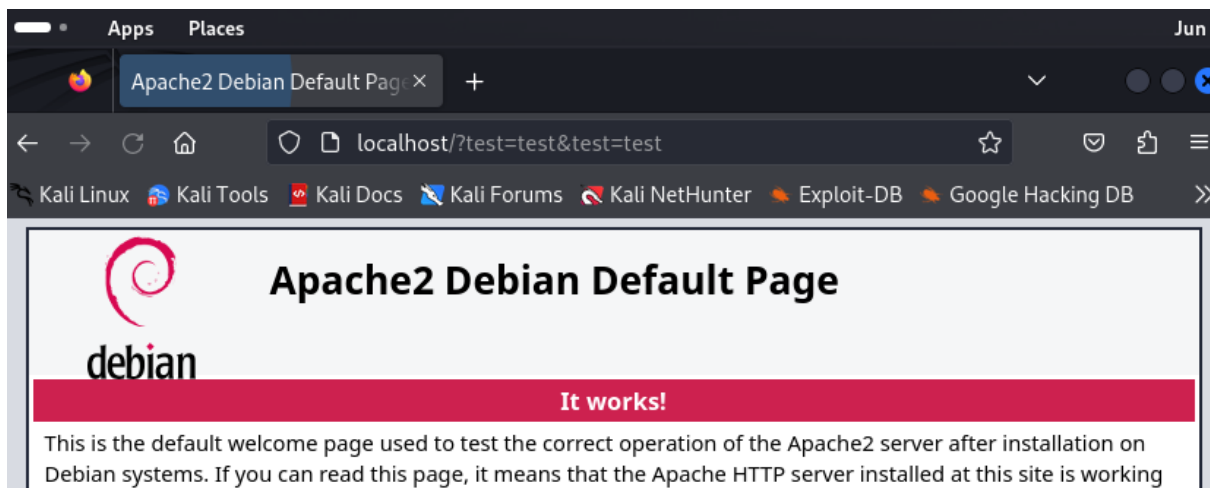 Apps Places Jun
Apache2 Debian Default Pag
localhost/?test=test&test=test
Kali Linux Kali Tools Kali Docs Kali Forums Kali NetHunter Exploit-DB Google Hacking DB
Apache2 Debian Default Page
debian
It works!
This is the default welcome page used to test the correct operation of the Apache2 server after installation on
Debian systems. If you can read this page, it means that the Apache HTTP server installed at this site is working